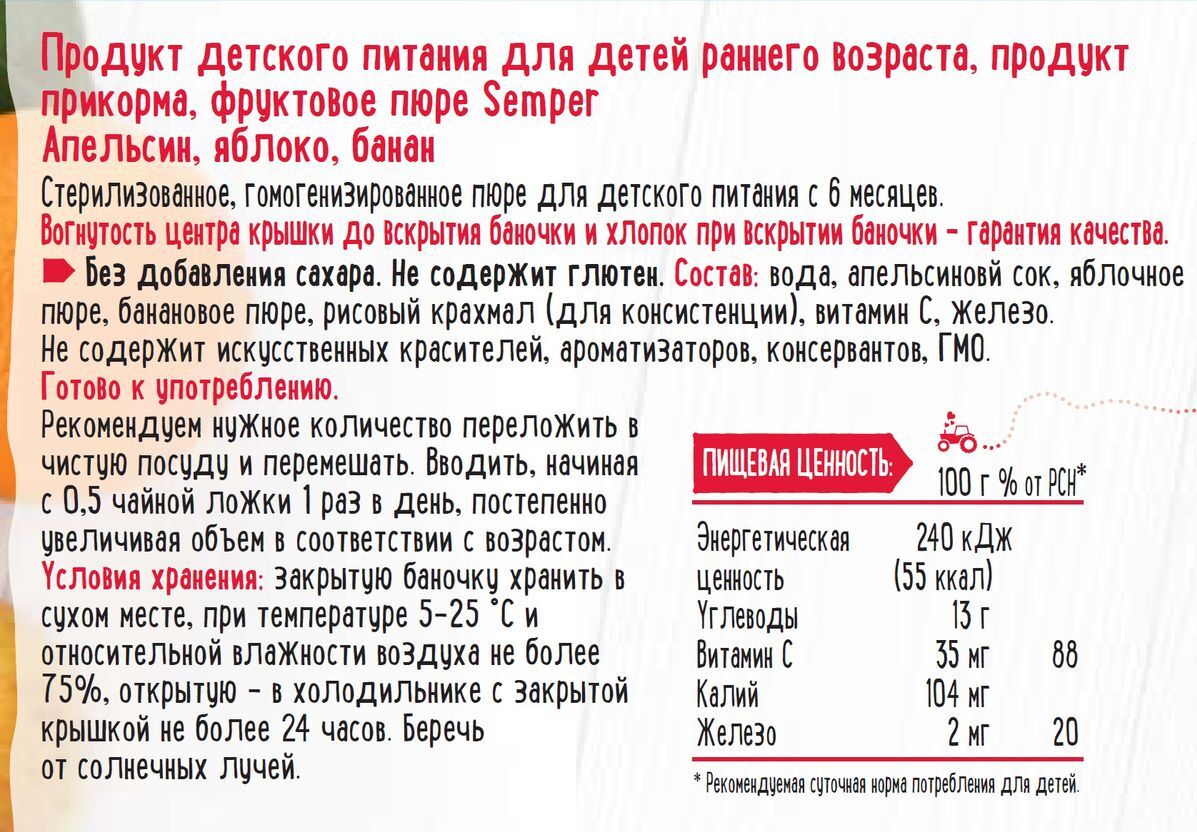 Продукт детского питания для детей раннего возраста, продукт
прикорма, фруктовое пюре Semper
Апельсин, яблоко, банан
Стерилизованное, гомогенизированное пюре для детского питания с 6 месяцев.
Вогнутость центра крышки до вскрытия баночки и хлопок при вскрытии баночки – гарантия качества.
Без добавления сахара. Не содержит глютен. Состав: вода, апельсиновй сок, яблочное
пюре, банановое пюре, рисовый крахмал (для консистенции), витамин С, железо.
Не содержит искусственных красителей, ароматизаторов, консервантов, ГМО.
Готово к употреблению.
Рекомендуем нужное количество переложить в
чистую посуду и перемешать. Вводить, начиная
с 0,5 чайной ложки 1 раз в день, постепенно
увеличивая объем в соответствии с возрастом.
Условия хранения: закрытую баночку хранить в
сухом месте, при температуре 5-25 °С и
относительной влажности воздуха не более
75%, открытую – в холодильнике с закрытой
крышкой не более 24 часов. Беречь
от солнечных лучей.
ПИЩЕВАЯ ЦЕННОСТЬ:
100 г % от РСН*
Энергетическая 240 кДж
ценность (55 ккал)
Углеводы 13 г
Витамин С 35 мг 88
Калий 104 мг
Железо 2 мг 20
* Рекомендуемая суточная норма потребления для детей.